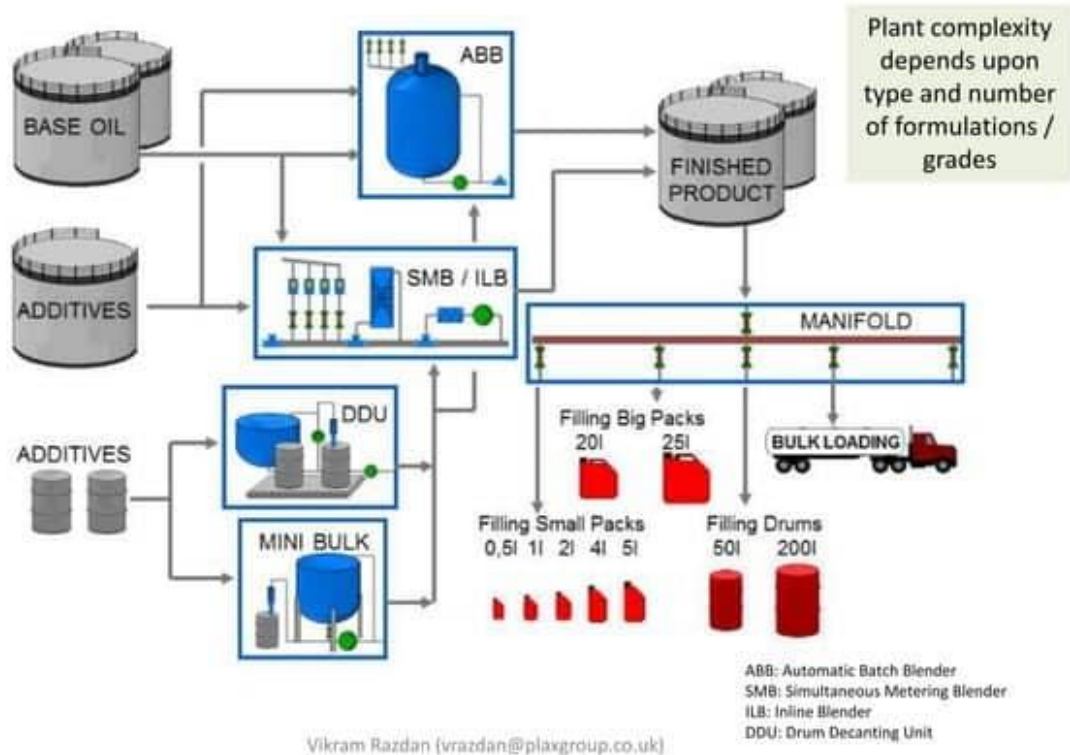 BASE OIL
ABB
FINISHED
PRODUCT
Plant complexity
depends upon
type and number
of formulations /
grades
ADDITIVES
SMB / ILB
MANIFOLD
DDU
ADDITIVES
MINI BULK
Filling Big Packs
20l 25l
BULK LOADING
Filling Small Packs
0,5l 1l 2l 4l 5l
Filling Drums
50l 200l
ABB: Automatic Batch Blender
SMB: Simultaneous Metering Blender
ILB: Inline Blender
DDU: Drum Decanting Unit
Vikram Razdan (vrazdan@plaxgroup.co.uk)